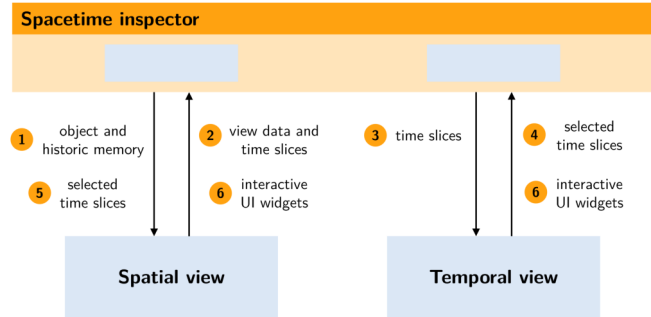 Spacetime inspector
1
object and
historic memory
2
view data and
time slices
3
time slices
4
selected
time slices
5
selected
time slices
6
interactive
UI widgets
6
interactive
UI widgets
Spatial view
Temporal view